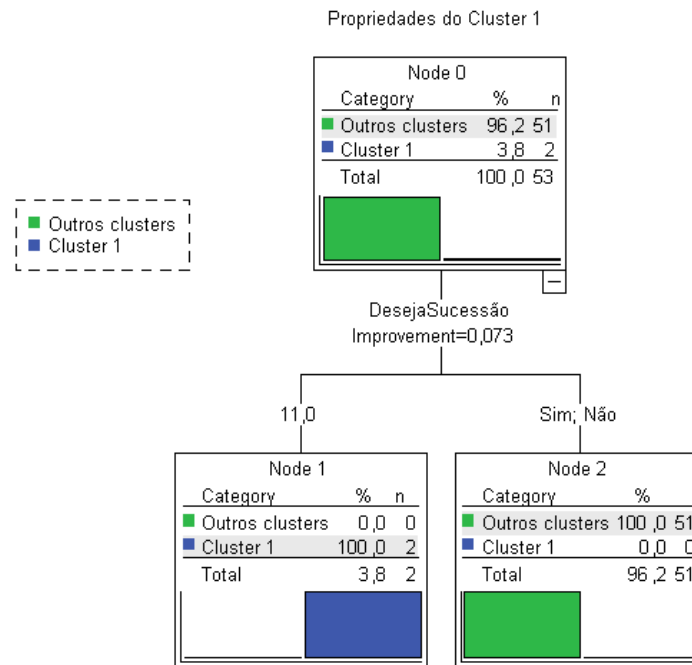 Propriedades do Cluster 1
Node 0
Category % n
Outros clusters 96,2 51
Cluster 1 3,8 2
Total 100,0 53
Outros clusters
Cluster 1
DesejaSucessão
Improvement=0,073
11,0
Sim; Não
Node 1
Category % n
Outros clusters 0,0 0
Cluster 1 100,0 2
Total 3,8 2
Node 2
Category %
Outros clusters 100,0 51
Cluster 1 0,0 0
Total 96,2 51